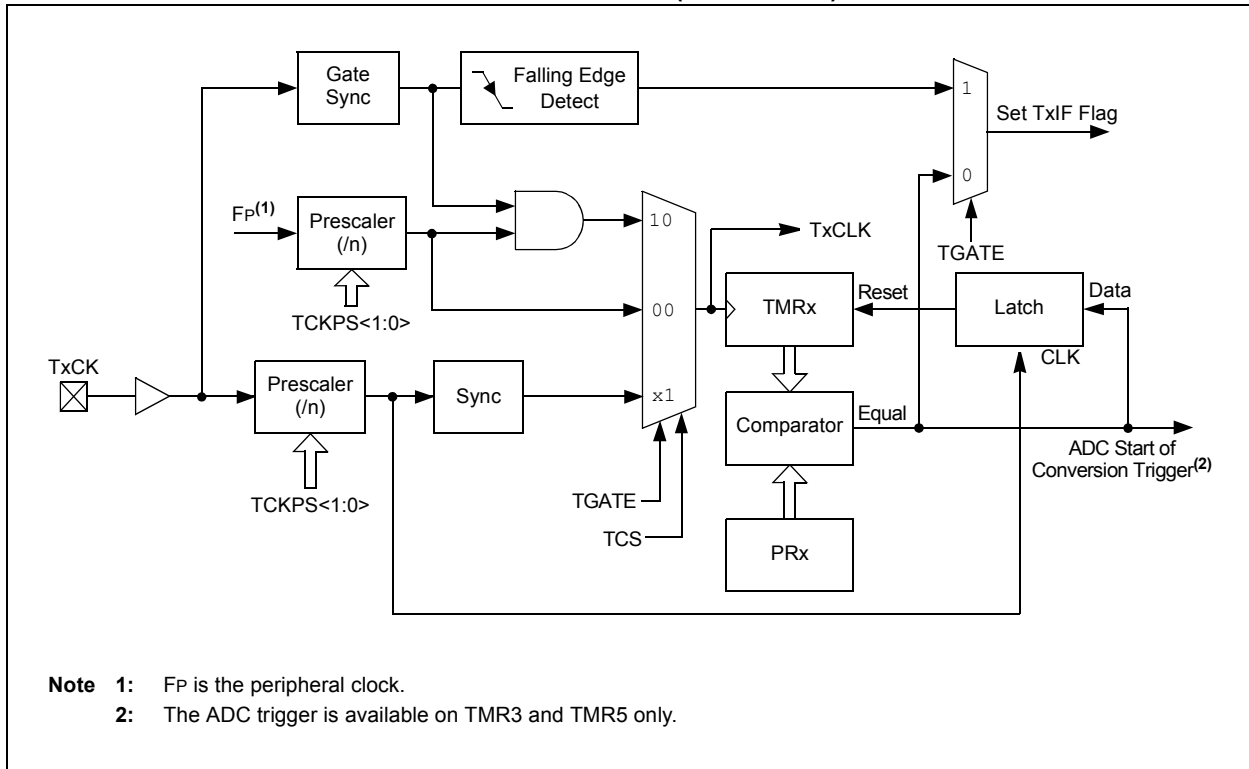 Gate
Sync
Falling Edge
Detect
1
Set TxIF Flag
0
TGATE
FP(1)
Prescaler
(/n)
TCKPS<1:0>
10
00
x1
TxCLK
TMRx
Reset
Latch
Data
CLK
TxCK
Prescaler
(/n)
TCKPS<1:0>
Sync
TGATE
TCS
Comparator
Equal
ADC Start of
Conversion Trigger(2)
PRx
Note 1: FP is the peripheral clock.
2: The ADC trigger is available on TMR3 and TMR5 only.